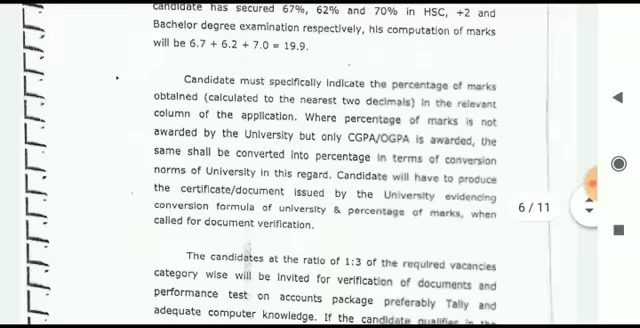 candidate has secured 67%, 62% and 70% in HSC, +2 and
Bachelor degree examination respectively, his computation of marks
will be 6.7 + 6.2 + 7.0 = 19.9.
Candidate must specifically indicate the percentage of marks
obtained (calculated to the nearest two decimals) in the relevant
column of the application. Where percentage of marks is not
awarded by the University but only CGPA/OGPA is awarded, the
same shall be converted into percentage in terms of conversion
norms of University in this regard. Candidate will have to produce
the certificate/document issued by the University evidencing
conversion formula of university & percentage of marks, when
called for document verification.
6 / 11
The candidates at the ratio of 1:3 of the required vacancies
category wise will be invited for verification of documents and
performance test on accounts package preferably Tally and
adequate computer knowledge. If the candidate qualifies in the